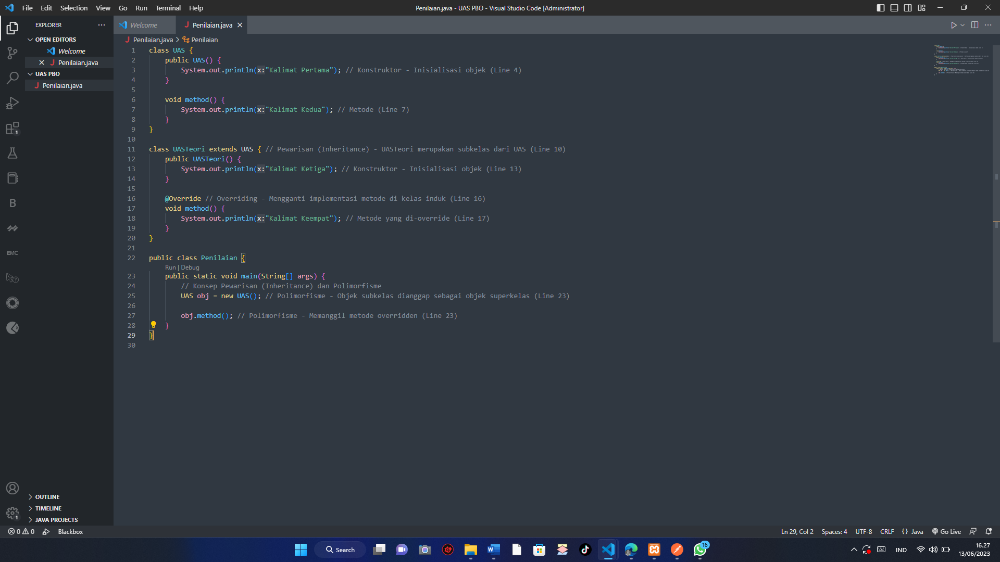 File Edit Selection View Go Run Terminal Help
Penilaian.java - UAS PBO - Visual Studio Code [Administrator]
EXPLORER
OPEN EDITORS
Welcome
Penilaian.java
UAS PBO
Penilaian.java
Welcome
Penilaian.java
Penilaian.java > Penilaian
1 class UAS {
2 public UAS() {
3 System.out.println(x:"Kalimat Pertama"); // Konstruktor - Inisialisasi objek (Line 4)
4 }
5
6 void method() {
7 System.out.println(x:"Kalimat Kedua"); // Metode (Line 7)
8 }
9 }
10
11 class UASTeori extends UAS { // Pewarisan (Inheritance) - UASTeori merupakan subkelas dari UAS (Line 10)
12 public UASTeori() {
13 System.out.println(x:"Kalimat Ketiga"); // Konstruktor - Inisialisasi objek (Line 13)
14 }
15
16 @Override // Overriding - Mengganti implementasi metode di kelas induk (Line 16)
17 void method() {
18 System.out.println(x:"Kalimat Keempat"); // Metode yang di-override (Line 17)
19 }
20 }
21
22 public class Penilaian {
Run | Debug
23 public static void main(String[] args) {
24 // Konsep Pewarisan (Inheritance) dan Polimorfisme
25 UAS obj = new UAS(); // Polimorfisme - Objek subkelas dianggap sebagai objek superkelas (Line 23)
26
27 obj.method(); // Polimorfisme - Memanggil metode overridden (Line 23)
28 }
29 }
30
1
B
EMC
1
OUTLINE
TIMELINE
JAVA PROJECTS
0 0 Blackbox
Ln 29, Col 2 Spaces: 4 UTF-8 CRLF {} Java Go Live
Search
16
IND
16.27
13/06/2023